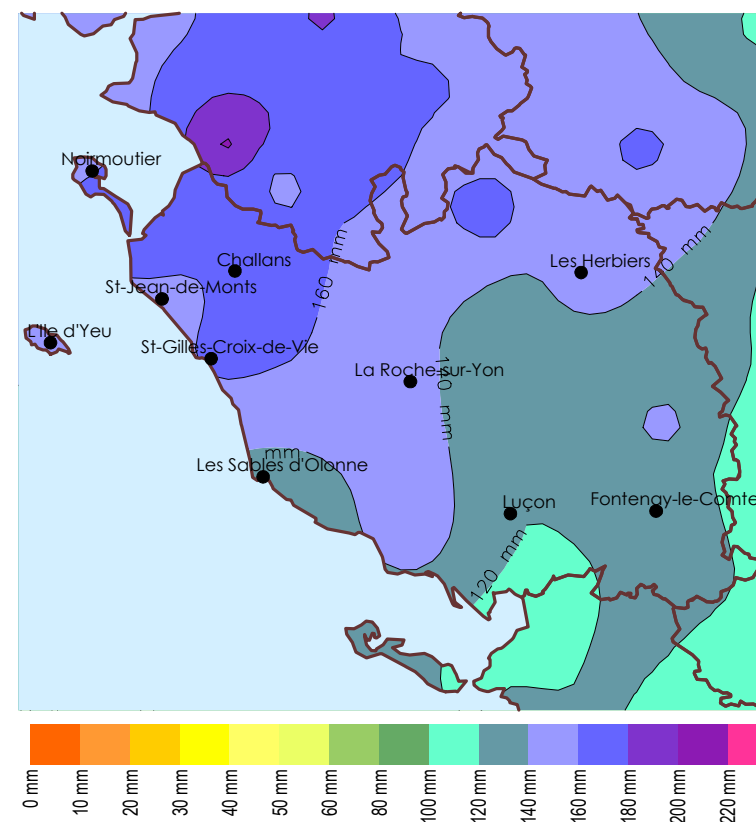 Noirmoutier
140 mm
Challans
Les Herbiers
160 mm
St-Jean-de-Monts
L'Ile d'Yeu
St-Gilles-Croix-de-Vie
La Roche-sur-Yon
140 mm
mm
Les Sables d'Olonne
Luçon
Fontenay-le-Comte
120 mm
0 mm
10 mm
20 mm
30 mm
40 mm
50 mm
60 mm
80 mm
100 mm
120 mm
140 mm
160 mm
180 mm
200 mm
220 mm